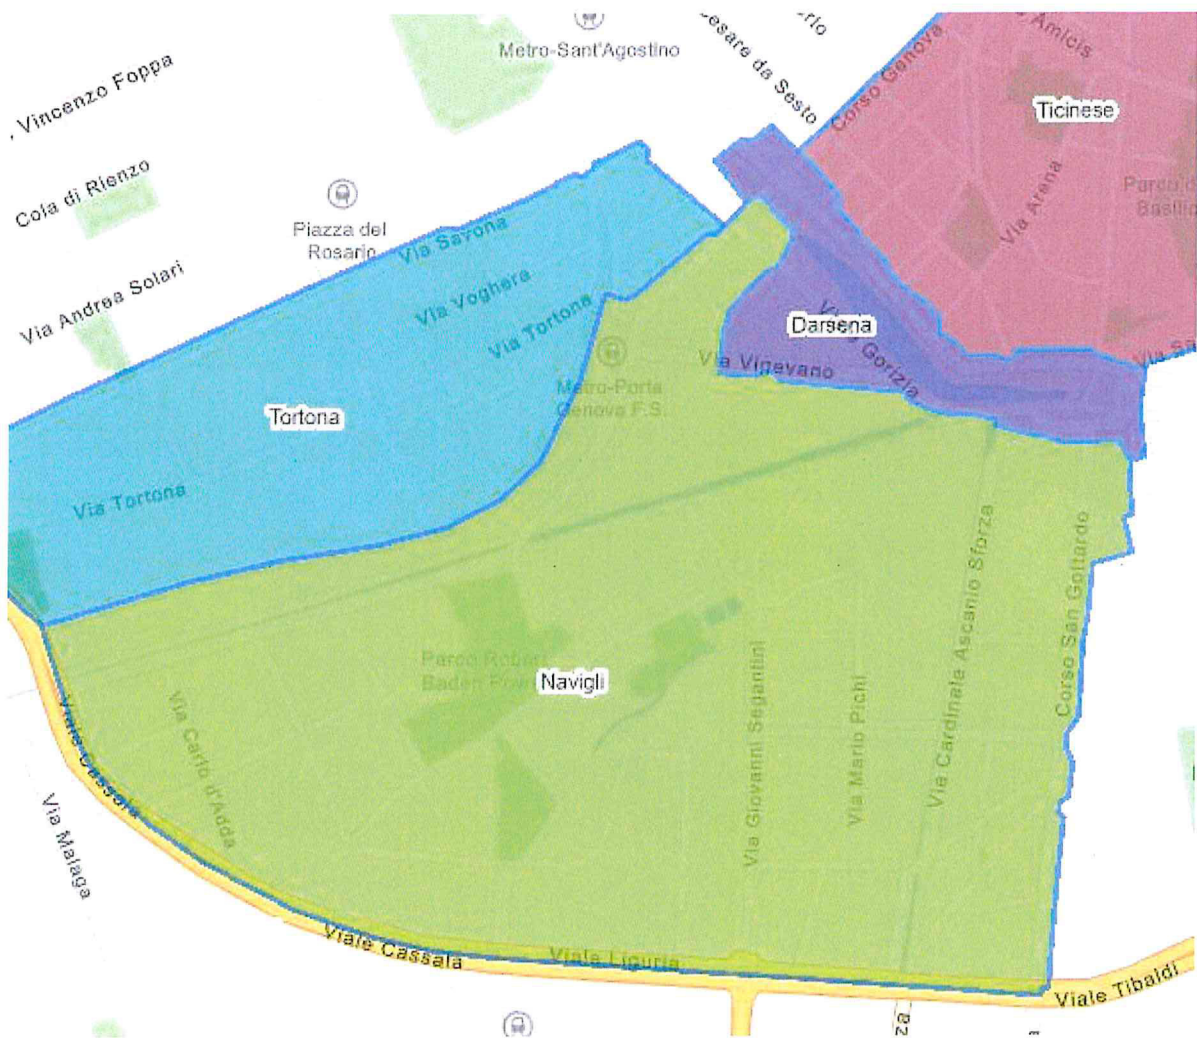 Metro-Sant'Agostino
Cesare da Sesto
Corso Genova
Amicis
Ticinese
, Vincenzo Foppa
Cola di Rienzo
Piazza del
Rosario
Via Savona
Via Arena
Via Andrea Solari
Via Voghera
Via Tortona
Darsena
Gorizia
Via Vigevano
Metro-Porta
Genova F.S.
Tortona
Via Tortona
Navigli
Via Cardinale Ascanio Sforza
Corso San Gottardo
Via Giovanni Segantini
Via Mario Pichi
Viale Cassala
Via Carlo d'Adda
Via Malaga
Viale Cassala
Viale Liguria
Viale Tibaldi